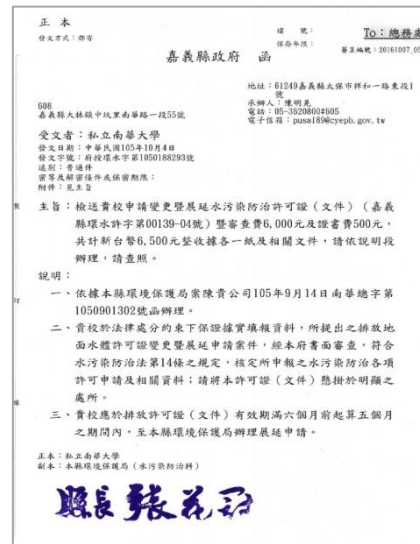 正本
發文方式:郵寄
檔　號:
保存年限:
To:總務處
簽呈編號:20161007_05
嘉義縣政府　函
地址:61249嘉義縣太保市祥和一路東段1
號
承辦人:陳明晃
電話:05-3620800#605
電子信箱:pusa189@cyepb.gov.tw
608
嘉義縣大林鎮中坑里南華路一段55號
受文者:私立南華大學
發文日期:中華民國105年10月4日
發文字號:府授環水字第1050188293號
速別:普通件
密等及解密條件或保密期限:
附件:見主旨
主旨:檢送貴校申請變更暨展延水污染防治許可證(文件)(嘉義
縣環水許字第00139-04號)暨審查費6,000元及證書費500元,
共計新台幣6,500元整收據各一紙及相關文件,請依說明段
辦理,請查照。
說明:
一、依據本縣環境保護局案陳貴公司105年9月14日南華總字第
1050901302號函辦理。
二、貴校於法律處分約束下保證據實填報資料,所提出之排放地
面水體許可證變更暨展延申請案件,經本府書面審查,符合
水污染防治法第14條之規定,核定所申報之水污染防治各項
許可申請及相關資料;請將本許可證(文件)懸掛於明顯之
處所。
三、貴校應於排放許可證(文件)有效期滿六個月前起算五個月
之期間內,至本縣環境保護局辦理展延申請。
正本:私立南華大學
副本:本縣環境保護局(水污染防治科)
縣長張花冠
裝
訂
線